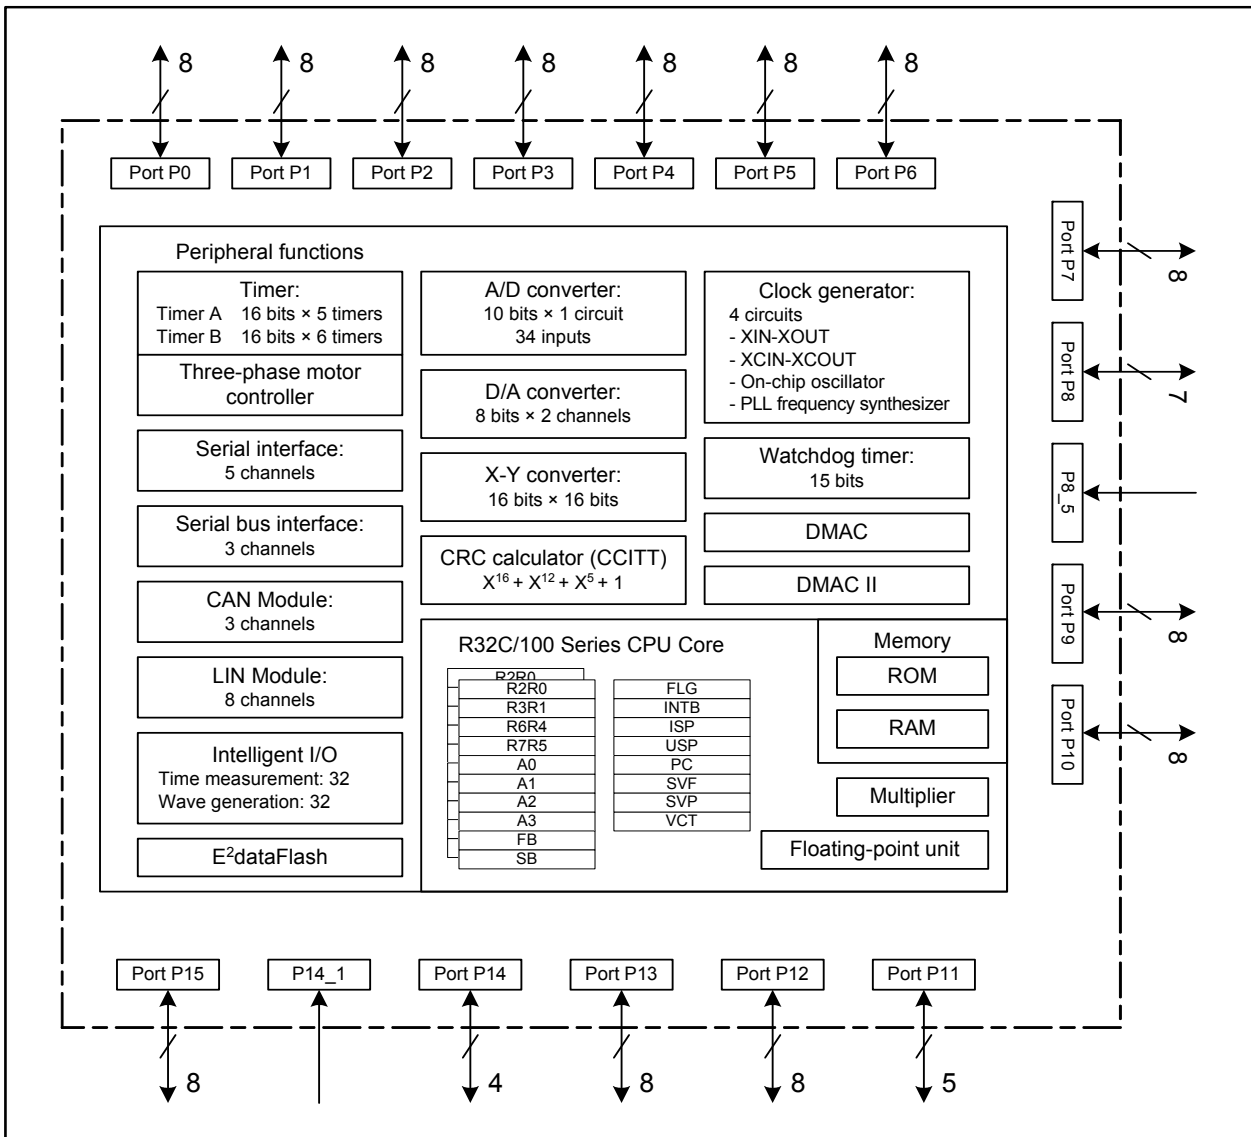 8 8 8 8 8 8 8
Port P0 Port P1 Port P2 Port P3 Port P4 Port P5 Port P6
Peripheral functions
Timer:
Timer A 16 bits × 5 timers
Timer B 16 bits × 6 timers
Three-phase motor
controller
Serial interface:
5 channels
Serial bus interface:
3 channels
CAN Module:
3 channels
LIN Module:
8 channels
Intelligent I/O
Time measurement: 32
Wave generation: 32
E²dataFlash
A/D converter:
10 bits × 1 circuit
34 inputs
D/A converter:
8 bits × 2 channels
X-Y converter:
16 bits × 16 bits
CRC calculator (CCITT)
X¹⁶ + X¹² + X⁵ + 1
Clock generator:
4 circuits
- XIN-XOUT
- XCIN-XCOUT
- On-chip oscillator
- PLL frequency synthesizer
Watchdog timer:
15 bits
DMAC
DMAC II
R32C/100 Series CPU Core
R2R0
R2R0
R3R1
R6R4
R7R5
A0
A1
A2
A3
FB
SB
FLG
INTB
ISP
USP
PC
SVF
SVP
VCT
Memory
ROM
RAM
Multiplier
Floating-point unit
Port P7
8
Port P8
7
P8_5
Port P9
8
Port P10
8
Port P15 P14_1 Port P14 Port P13 Port P12 Port P11
8 4 8 8 5